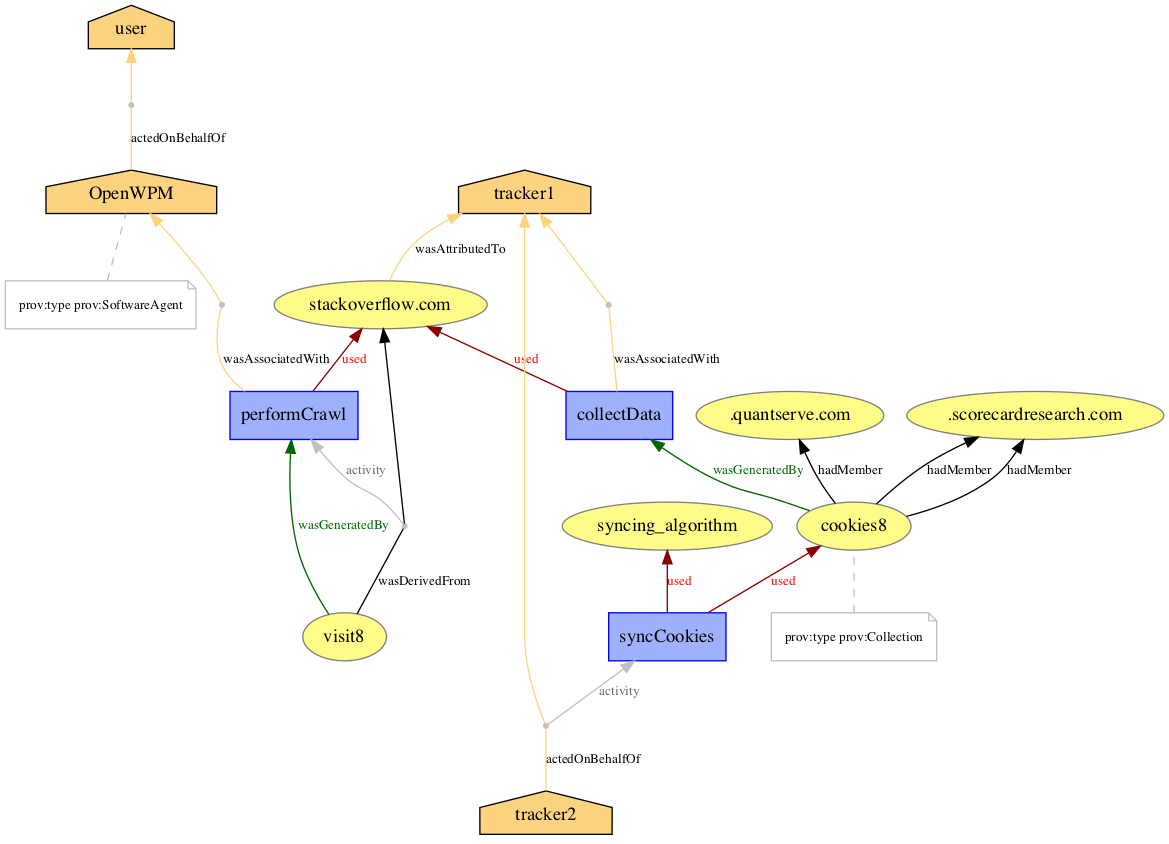 user
actedOnBehalfOf
OpenWPM
tracker1
wasAttributedTo
prov:type prov:SoftwareAgent
stackoverflow.com
wasAssociatedWith
used
used
wasAssociatedWith
performCrawl
collectData
.quantserve.com
.scorecardresearch.com
activity
wasGeneratedBy
hadMember
hadMember
hadMember
wasGeneratedBy
syncing_algorithm
cookies8
wasDerivedFrom
used
used
visit8
syncCookies
prov:type prov:Collection
activity
actedOnBehalfOf
tracker2